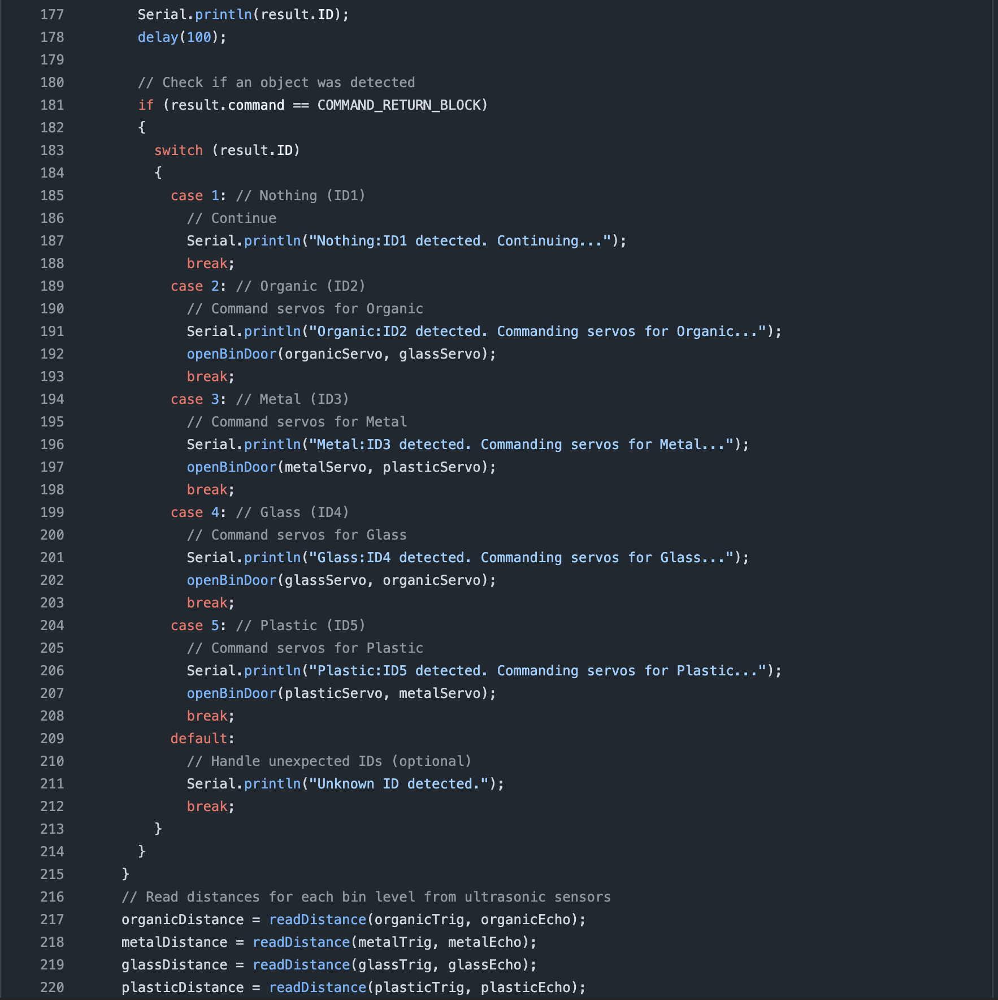 177 Serial.println(result.ID);
178 delay(100);
179
180 // Check if an object was detected
181 if (result.command == COMMAND_RETURN_BLOCK)
182 {
183 switch (result.ID)
184 {
185 case 1: // Nothing (ID1)
186 // Continue
187 Serial.println("Nothing:ID1 detected. Continuing...");
188 break;
189 case 2: // Organic (ID2)
190 // Command servos for Organic
191 Serial.println("Organic:ID2 detected. Commanding servos for Organic...");
192 openBinDoor(organicServo, glassServo);
193 break;
194 case 3: // Metal (ID3)
195 // Command servos for Metal
196 Serial.println("Metal:ID3 detected. Commanding servos for Metal...");
197 openBinDoor(metalServo, plasticServo);
198 break;
199 case 4: // Glass (ID4)
200 // Command servos for Glass
201 Serial.println("Glass:ID4 detected. Commanding servos for Glass...");
202 openBinDoor(glassServo, organicServo);
203 break;
204 case 5: // Plastic (ID5)
205 // Command servos for Plastic
206 Serial.println("Plastic:ID5 detected. Commanding servos for Plastic...");
207 openBinDoor(plasticServo, metalServo);
208 break;
209 default:
210 // Handle unexpected IDs (optional)
211 Serial.println("Unknown ID detected.");
212 break;
213 }
214 }
215 }
216 // Read distances for each bin level from ultrasonic sensors
217 organicDistance = readDistance(organicTrig, organicEcho);
218 metalDistance = readDistance(metalTrig, metalEcho);
219 glassDistance = readDistance(glassTrig, glassEcho);
220 plasticDistance = readDistance(plasticTrig, plasticEcho);